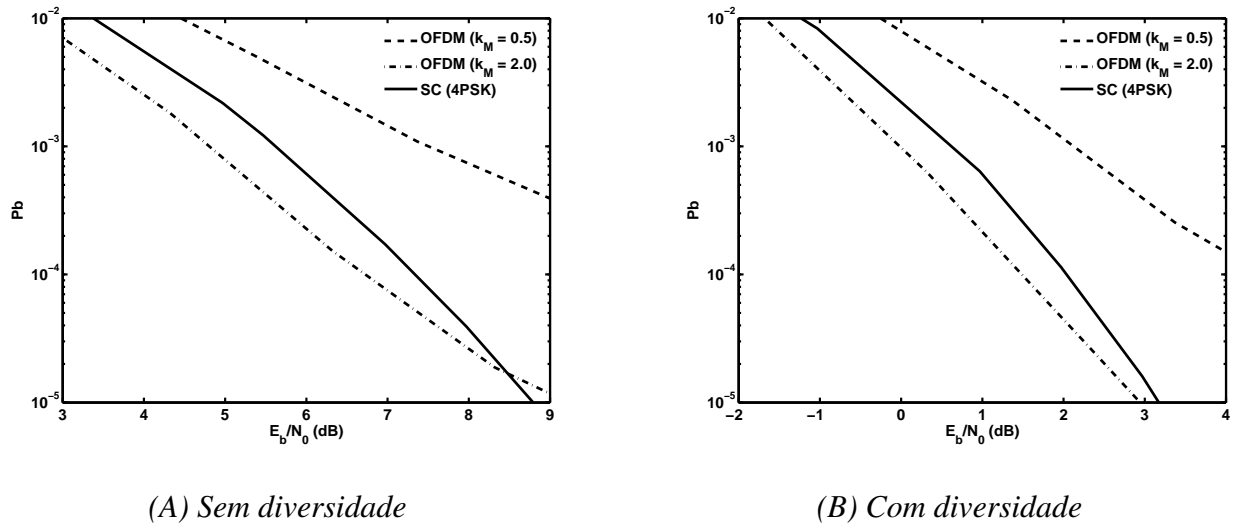 10⁻²
10⁻³
10⁻⁴
10⁻⁵
Pb
3 4 5 6 7 8 9
E_b/N_0 (dB)
OFDM (k_M = 0.5)
OFDM (k_M = 2.0)
SC (4PSK)
(A) Sem diversidade
10⁻²
10⁻³
10⁻⁴
10⁻⁵
Pb
−2 −1 0 1 2 3 4
E_b/N_0 (dB)
OFDM (k_M = 0.5)
OFDM (k_M = 2.0)
SC (4PSK)
(B) Com diversidade